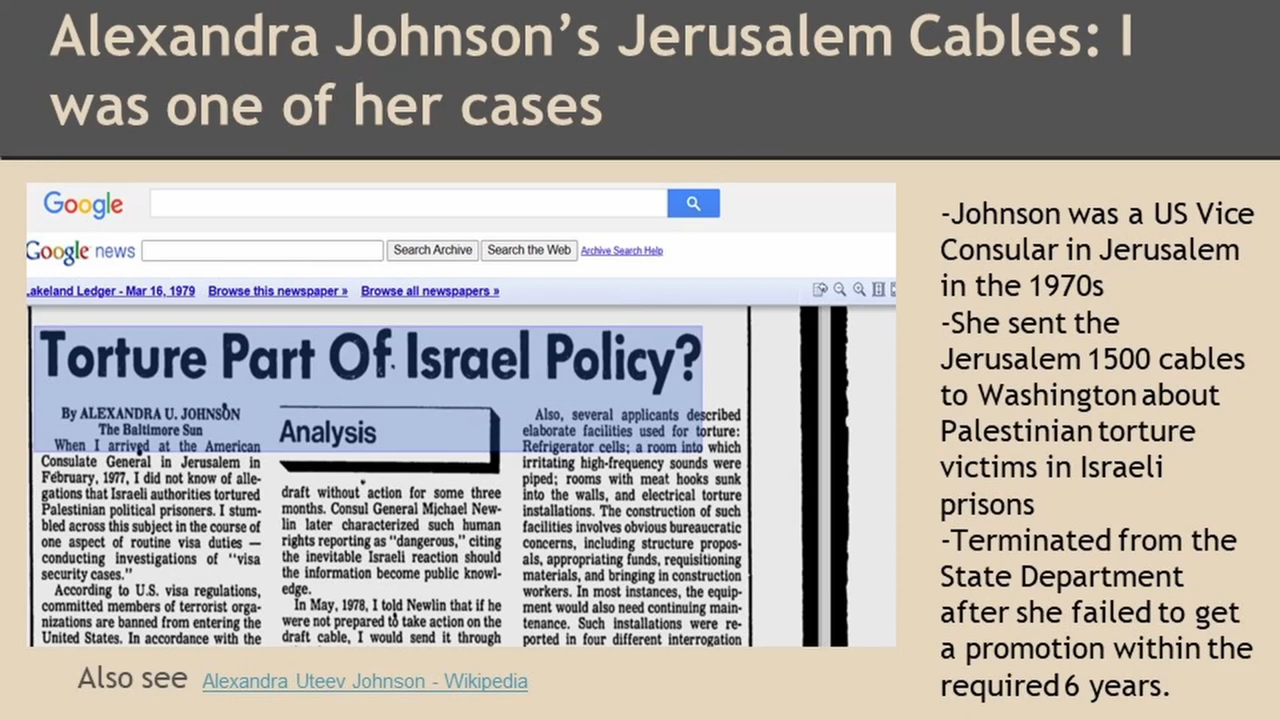 Alexandra Johnson’s Jerusalem Cables: I
was one of her cases
Google
Google news Search Archive Search the Web Archive Search Help
akeland Ledger - Mar 16, 1979 Browse this newspaper » Browse all newspapers »
Torture Part Of Israel Policy?
By ALEXANDRA U. JOHNSON
The Baltimore Sun
When I arrived at the American
Consulate General in Jerusalem in
February, 1977, I did not know of alle-
gations that Israeli authorities tortured
Palestinian political prisoners. I stum-
bled across this subject in the course of
one aspect of routine visa duties —
conducting investigations of “visa
security cases.”
According to U.S. visa regulations,
committed members of terrorist orga-
nizations are banned from entering the
United States. In accordance with the
Analysis
draft without action for some three
months. Consul General Michael New-
lin later characterized such human
rights reporting as “dangerous,” citing
the inevitable Israeli reaction should
the information become public knowl-
edge.
In May, 1978, I told Newlin that if he
were not prepared to take action on the
draft cable, I would send it through
Also, several applicants described
elaborate facilities used for torture:
Refrigerator cells; a room into which
irritating high-frequency sounds were
piped; rooms with meat hooks sunk
into the walls, and electrical torture
installations. The construction of such
facilities involves obvious bureaucratic
concerns, including structure propos-
als, appropriating funds, requisitioning
materials, and bringing in construction
workers. In most instances, the equip-
ment would also need continuing main-
tenance. Such installations were re-
ported in four different interrogation
-Johnson was a US Vice
Consular in Jerusalem
in the 1970s
-She sent the
Jerusalem 1500 cables
to Washington about
Palestinian torture
victims in Israeli
prisons
-Terminated from the
State Department
after she failed to get
a promotion within the
required 6 years.
Also see Alexandra Uteev Johnson - Wikipedia